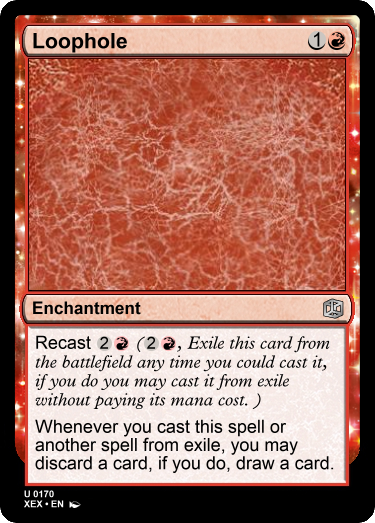 Loophole 1
Recast 2 ( 2 , Exile this card from
the battlefield any time you could cast it,
if you do you may cast it from exile
without paying its mana cost. )
Whenever you cast this spell or
another spell from exile, you may
discard a card, if you do, draw a card.
Enchantment
U 0170
XEX • EN